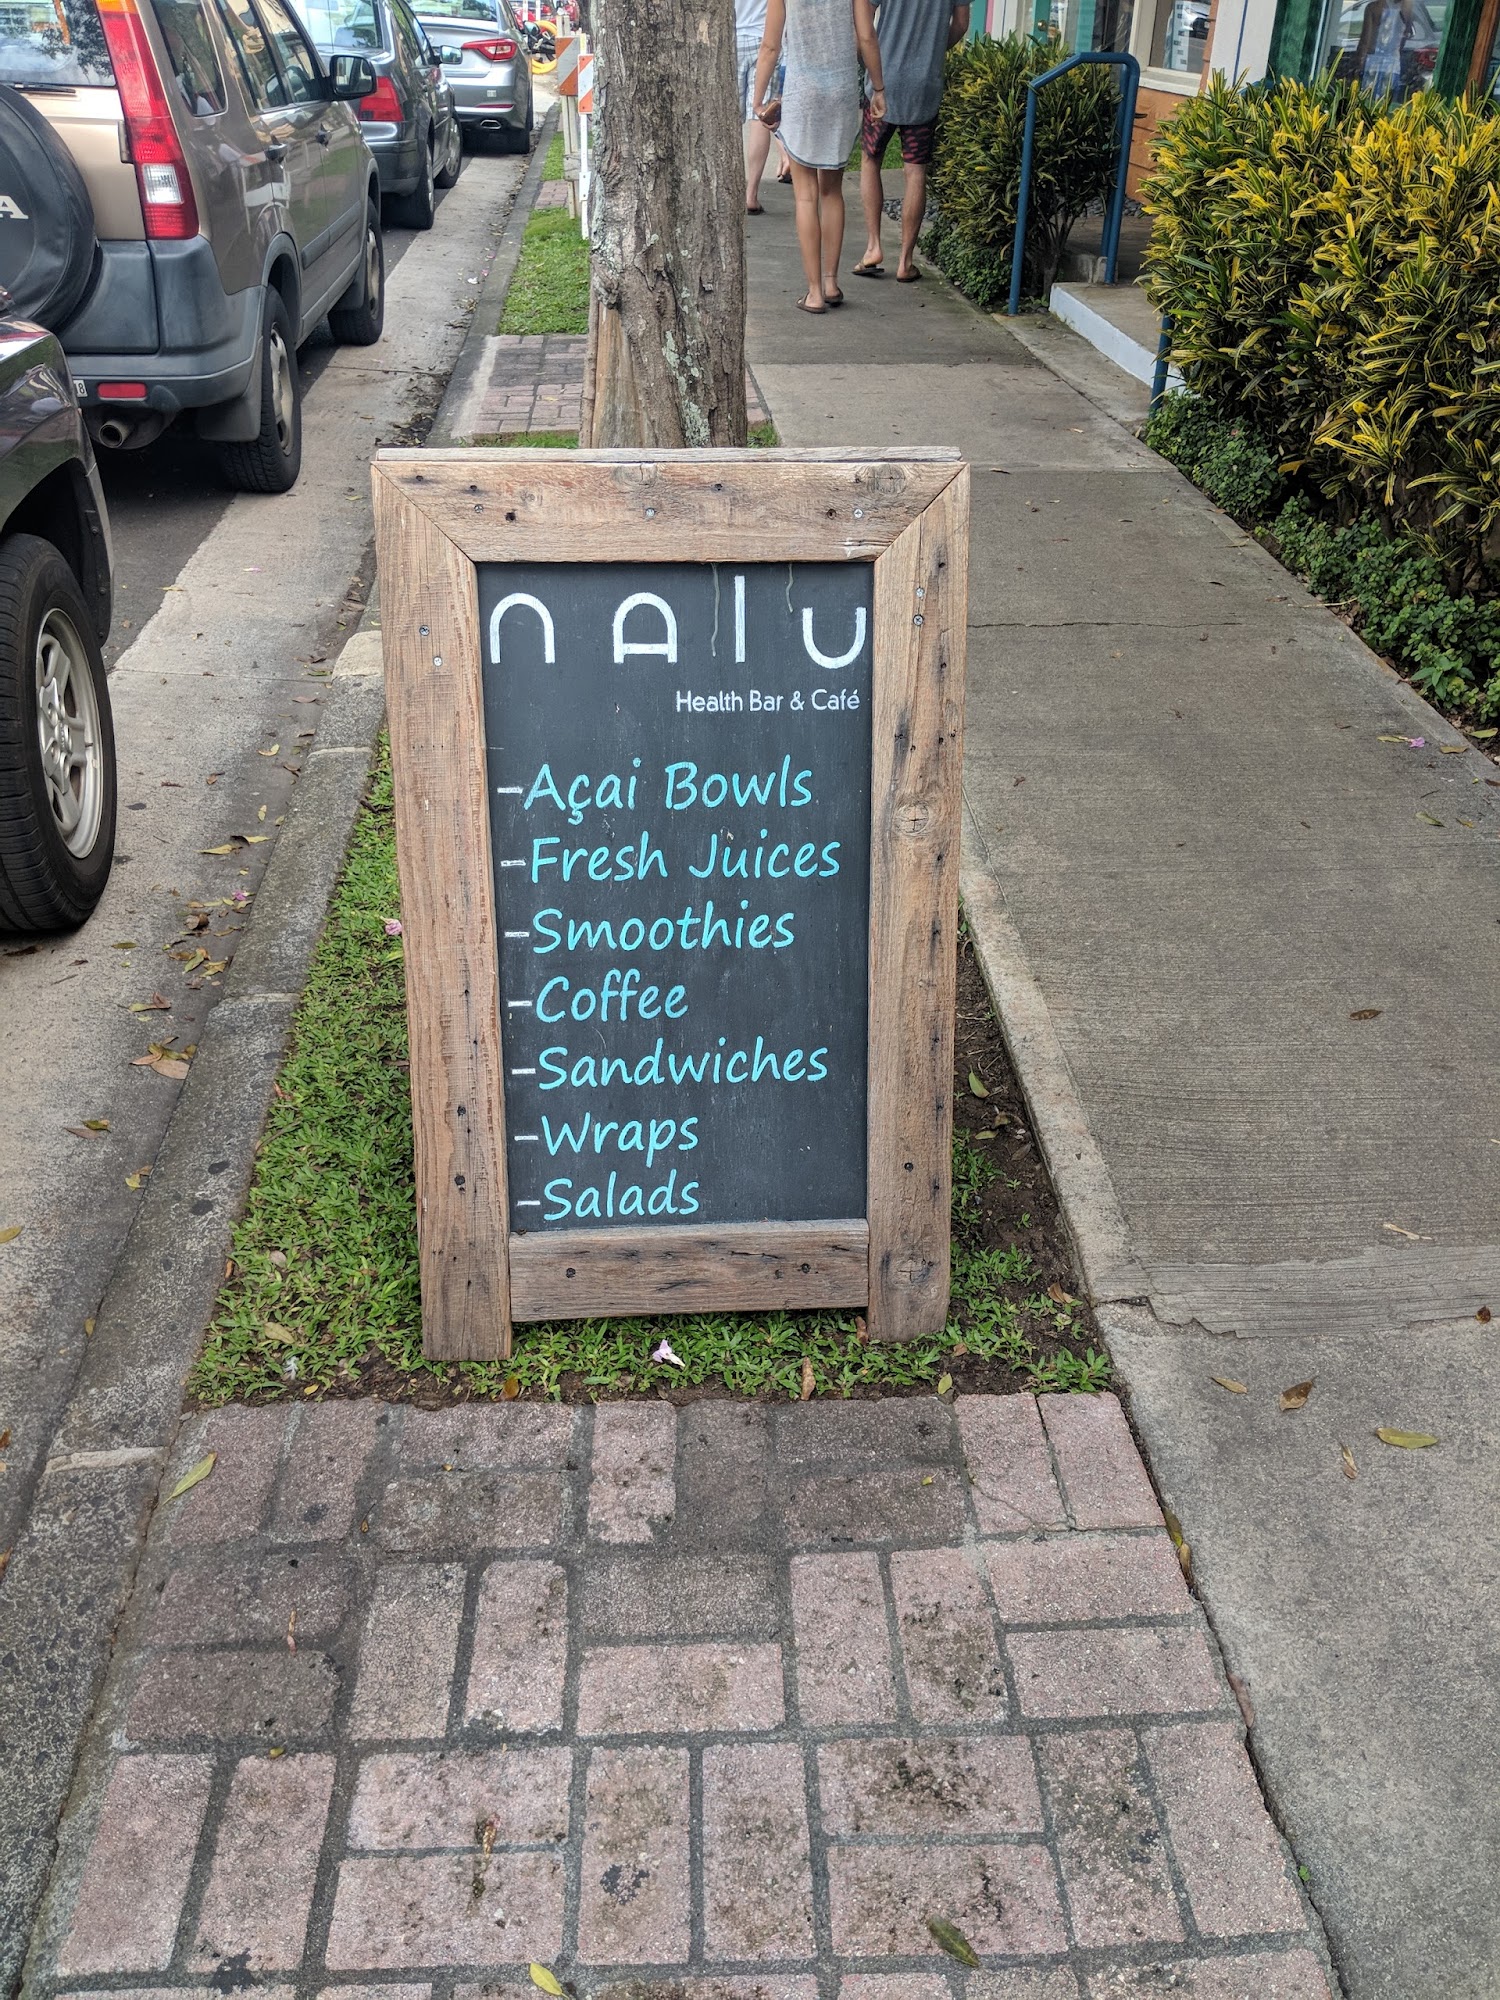 nAlu
Health Bar & Café
- Açai Bowls
- Fresh Juices
- Smoothies
- Coffee
- Sandwiches
- Wraps
- Salads